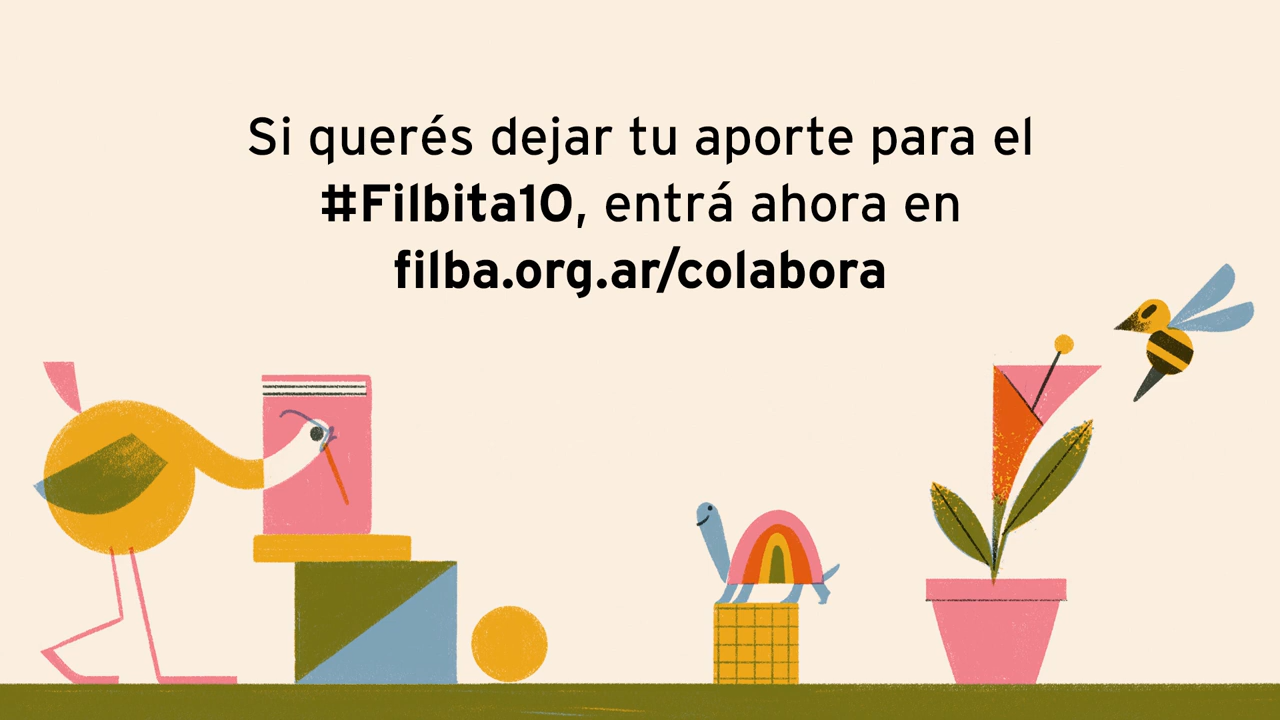 Si querés dejar tu aporte para el
#Filbita10, entrá ahora en
filba.org.ar/colabora